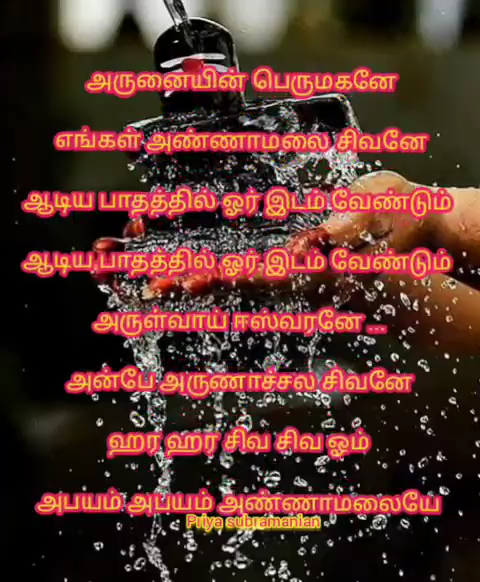 அருனையின் பெருமகனே
எங்கள் அண்ணாமலை சிவனே
ஆடிய பாதத்தில் ஓர் இடம் வேண்டும்
ஆடிய பாதத்தில் ஓர் இடம் வேண்டும்
அருள்வாய் ஈஸ்வரனே ...
அன்பே அருணாச்சல சிவனே
ஹர ஹர சிவ சிவ ஓம்
அபயம் அபயம் அண்ணாமலையே
Priya subramanian